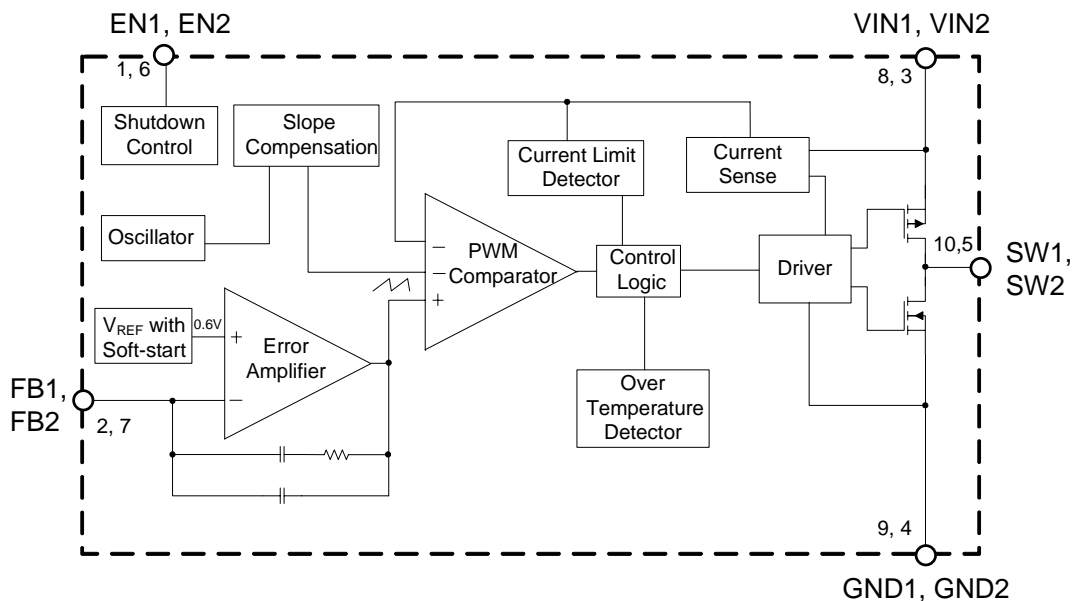 EN1, EN2
VIN1, VIN2
1, 6
8, 3
Shutdown
Control
Slope
Compensation
Current Limit
Detector
Current
Sense
Oscillator
−
−
+
PWM
Comparator
Control
Logic
Driver
10,5
SW1,
SW2
VREF with
Soft-start
0.6V
+
−
Error
Amplifier
FB1,
FB2
2, 7
Over
Temperature
Detector
9, 4
GND1, GND2